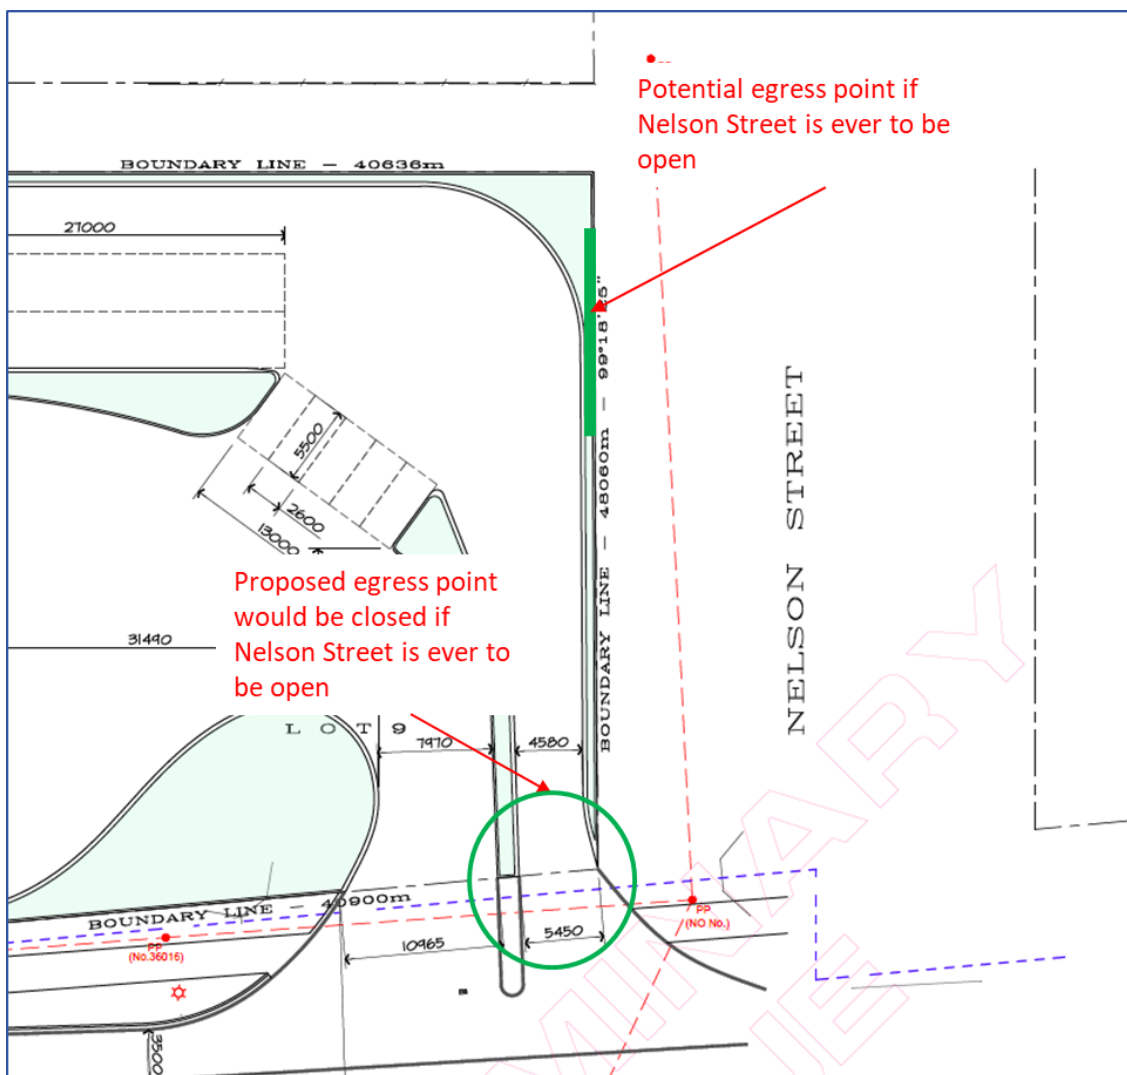 Potential egress point if
Nelson Street is ever to be
open
BOUNDARY LINE - 40636m
27000
BOUNDARY LINE - 48060m - 99°18'25"
NELSON STREET
5500
2600
13000
Proposed egress point
would be closed if
Nelson Street is ever to
be open
31490
LOT 9
7970
4580
BOUNDARY LINE - 40900m
PP
(No.36016)
PP
(NO No.)
10965
5450
3500